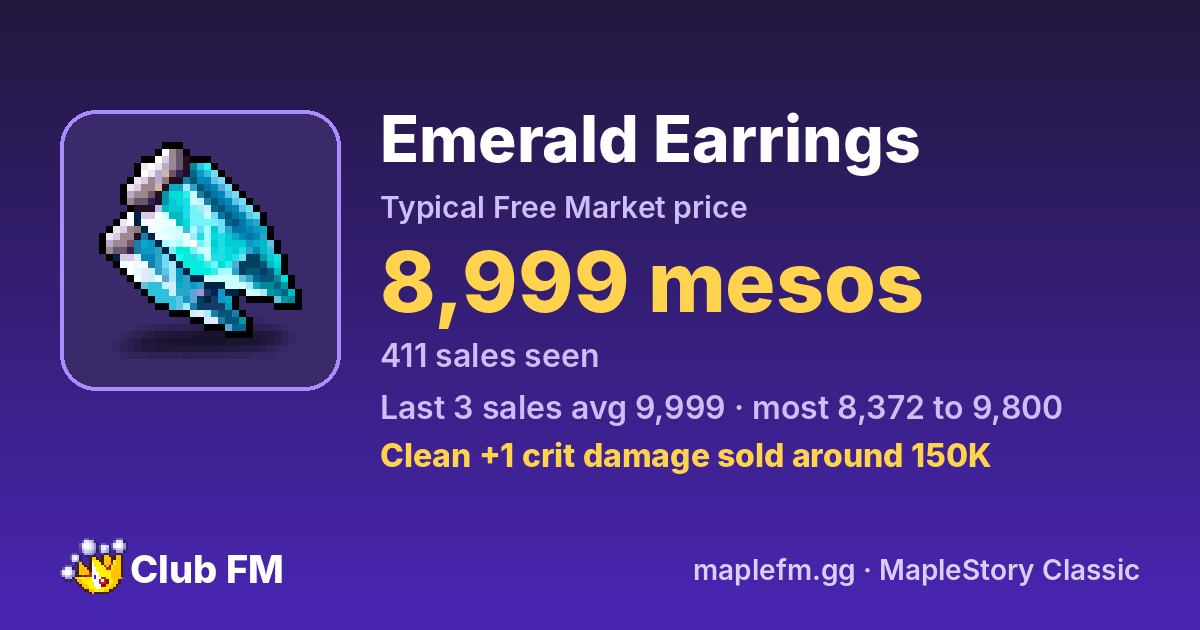 Emerald Earrings
Typical Free Market price
8,999 mesos
411 sales seen
Last 3 sales avg 9,999 · most 8,372 to 9,800
Clean +1 crit damage sold around 150K
Club FM
maplefm.gg · MapleStory Classic